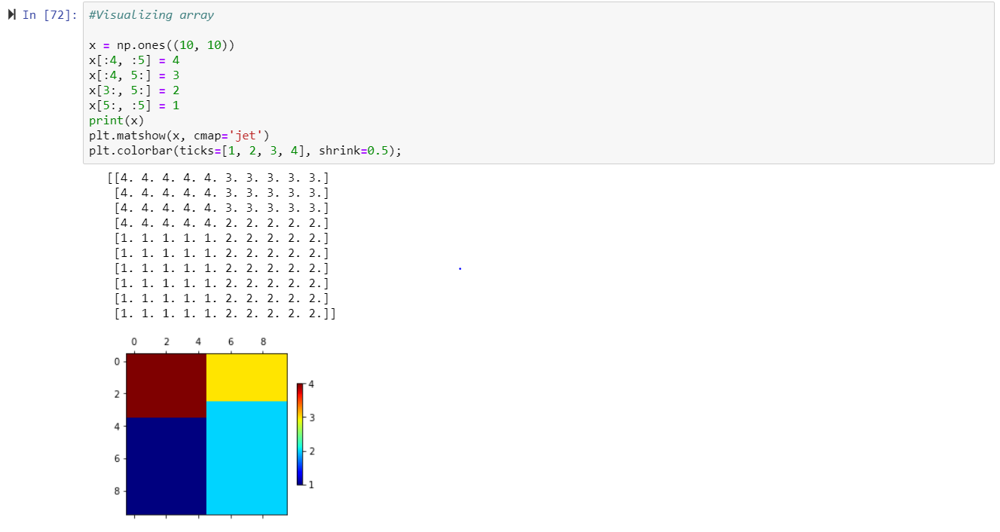 In [72]: #Visualizing array
x = np.ones((10, 10))
x[:4, :5] = 4
x[:4, 5:] = 3
x[3:, 5:] = 2
x[5:, :5] = 1
print(x)
plt.matshow(x, cmap='jet')
plt.colorbar(ticks=[1, 2, 3, 4], shrink=0.5);
[[4. 4. 4. 4. 4. 3. 3. 3. 3. 3.]
[4. 4. 4. 4. 4. 3. 3. 3. 3. 3.]
[4. 4. 4. 4. 4. 3. 3. 3. 3. 3.]
[4. 4. 4. 4. 4. 2. 2. 2. 2. 2.]
[1. 1. 1. 1. 1. 2. 2. 2. 2. 2.]
[1. 1. 1. 1. 1. 2. 2. 2. 2. 2.]
[1. 1. 1. 1. 1. 2. 2. 2. 2. 2.]
[1. 1. 1. 1. 1. 2. 2. 2. 2. 2.]
[1. 1. 1. 1. 1. 2. 2. 2. 2. 2.]
[1. 1. 1. 1. 1. 2. 2. 2. 2. 2.]]
0 2 4 6 8
0
2
4
6
8
4
3
2
1